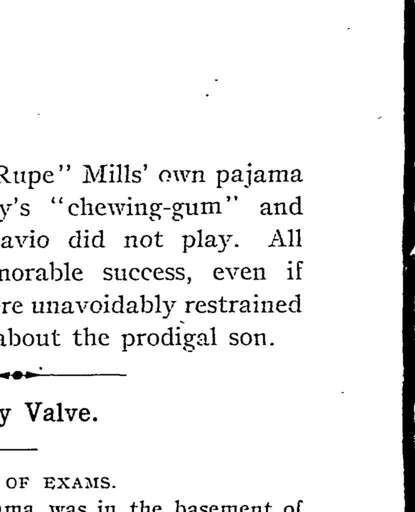 Rupe" Mills' own pajama
y's "chewing-gum" and
avio did not play. All
morable success, even if
re unavoidably restrained
about the prodigal son.
y Valve.
OF EXAMS.
ama was in the basement of